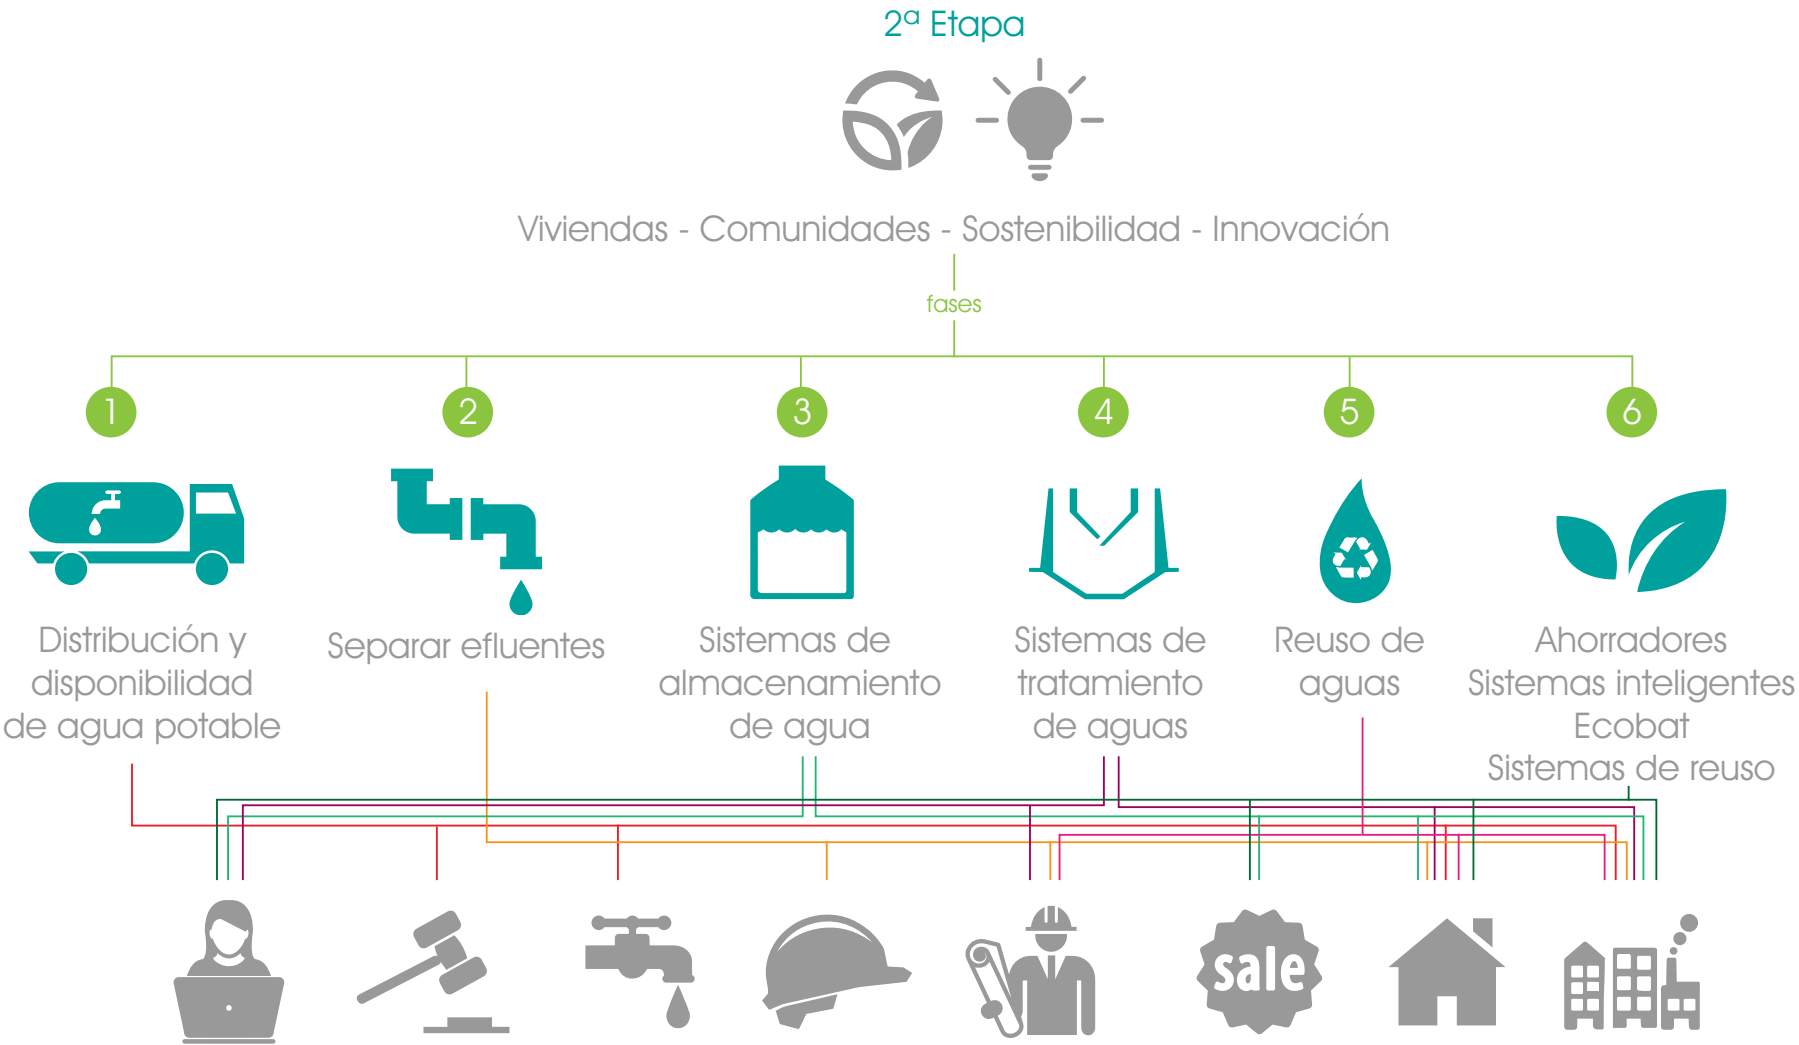 2ª Etapa
Viviendas - Comunidades - Sostenibilidad - Innovación
fases
1
2
3
4
5
6
Distribución y
disponibilidad
de agua potable
Separar efluentes
Sistemas de
almacenamiento
de agua
Sistemas de
tratamiento
de aguas
Reuso de
aguas
Ahorradores
Sistemas inteligentes
Ecobat
Sistemas de reuso
sale